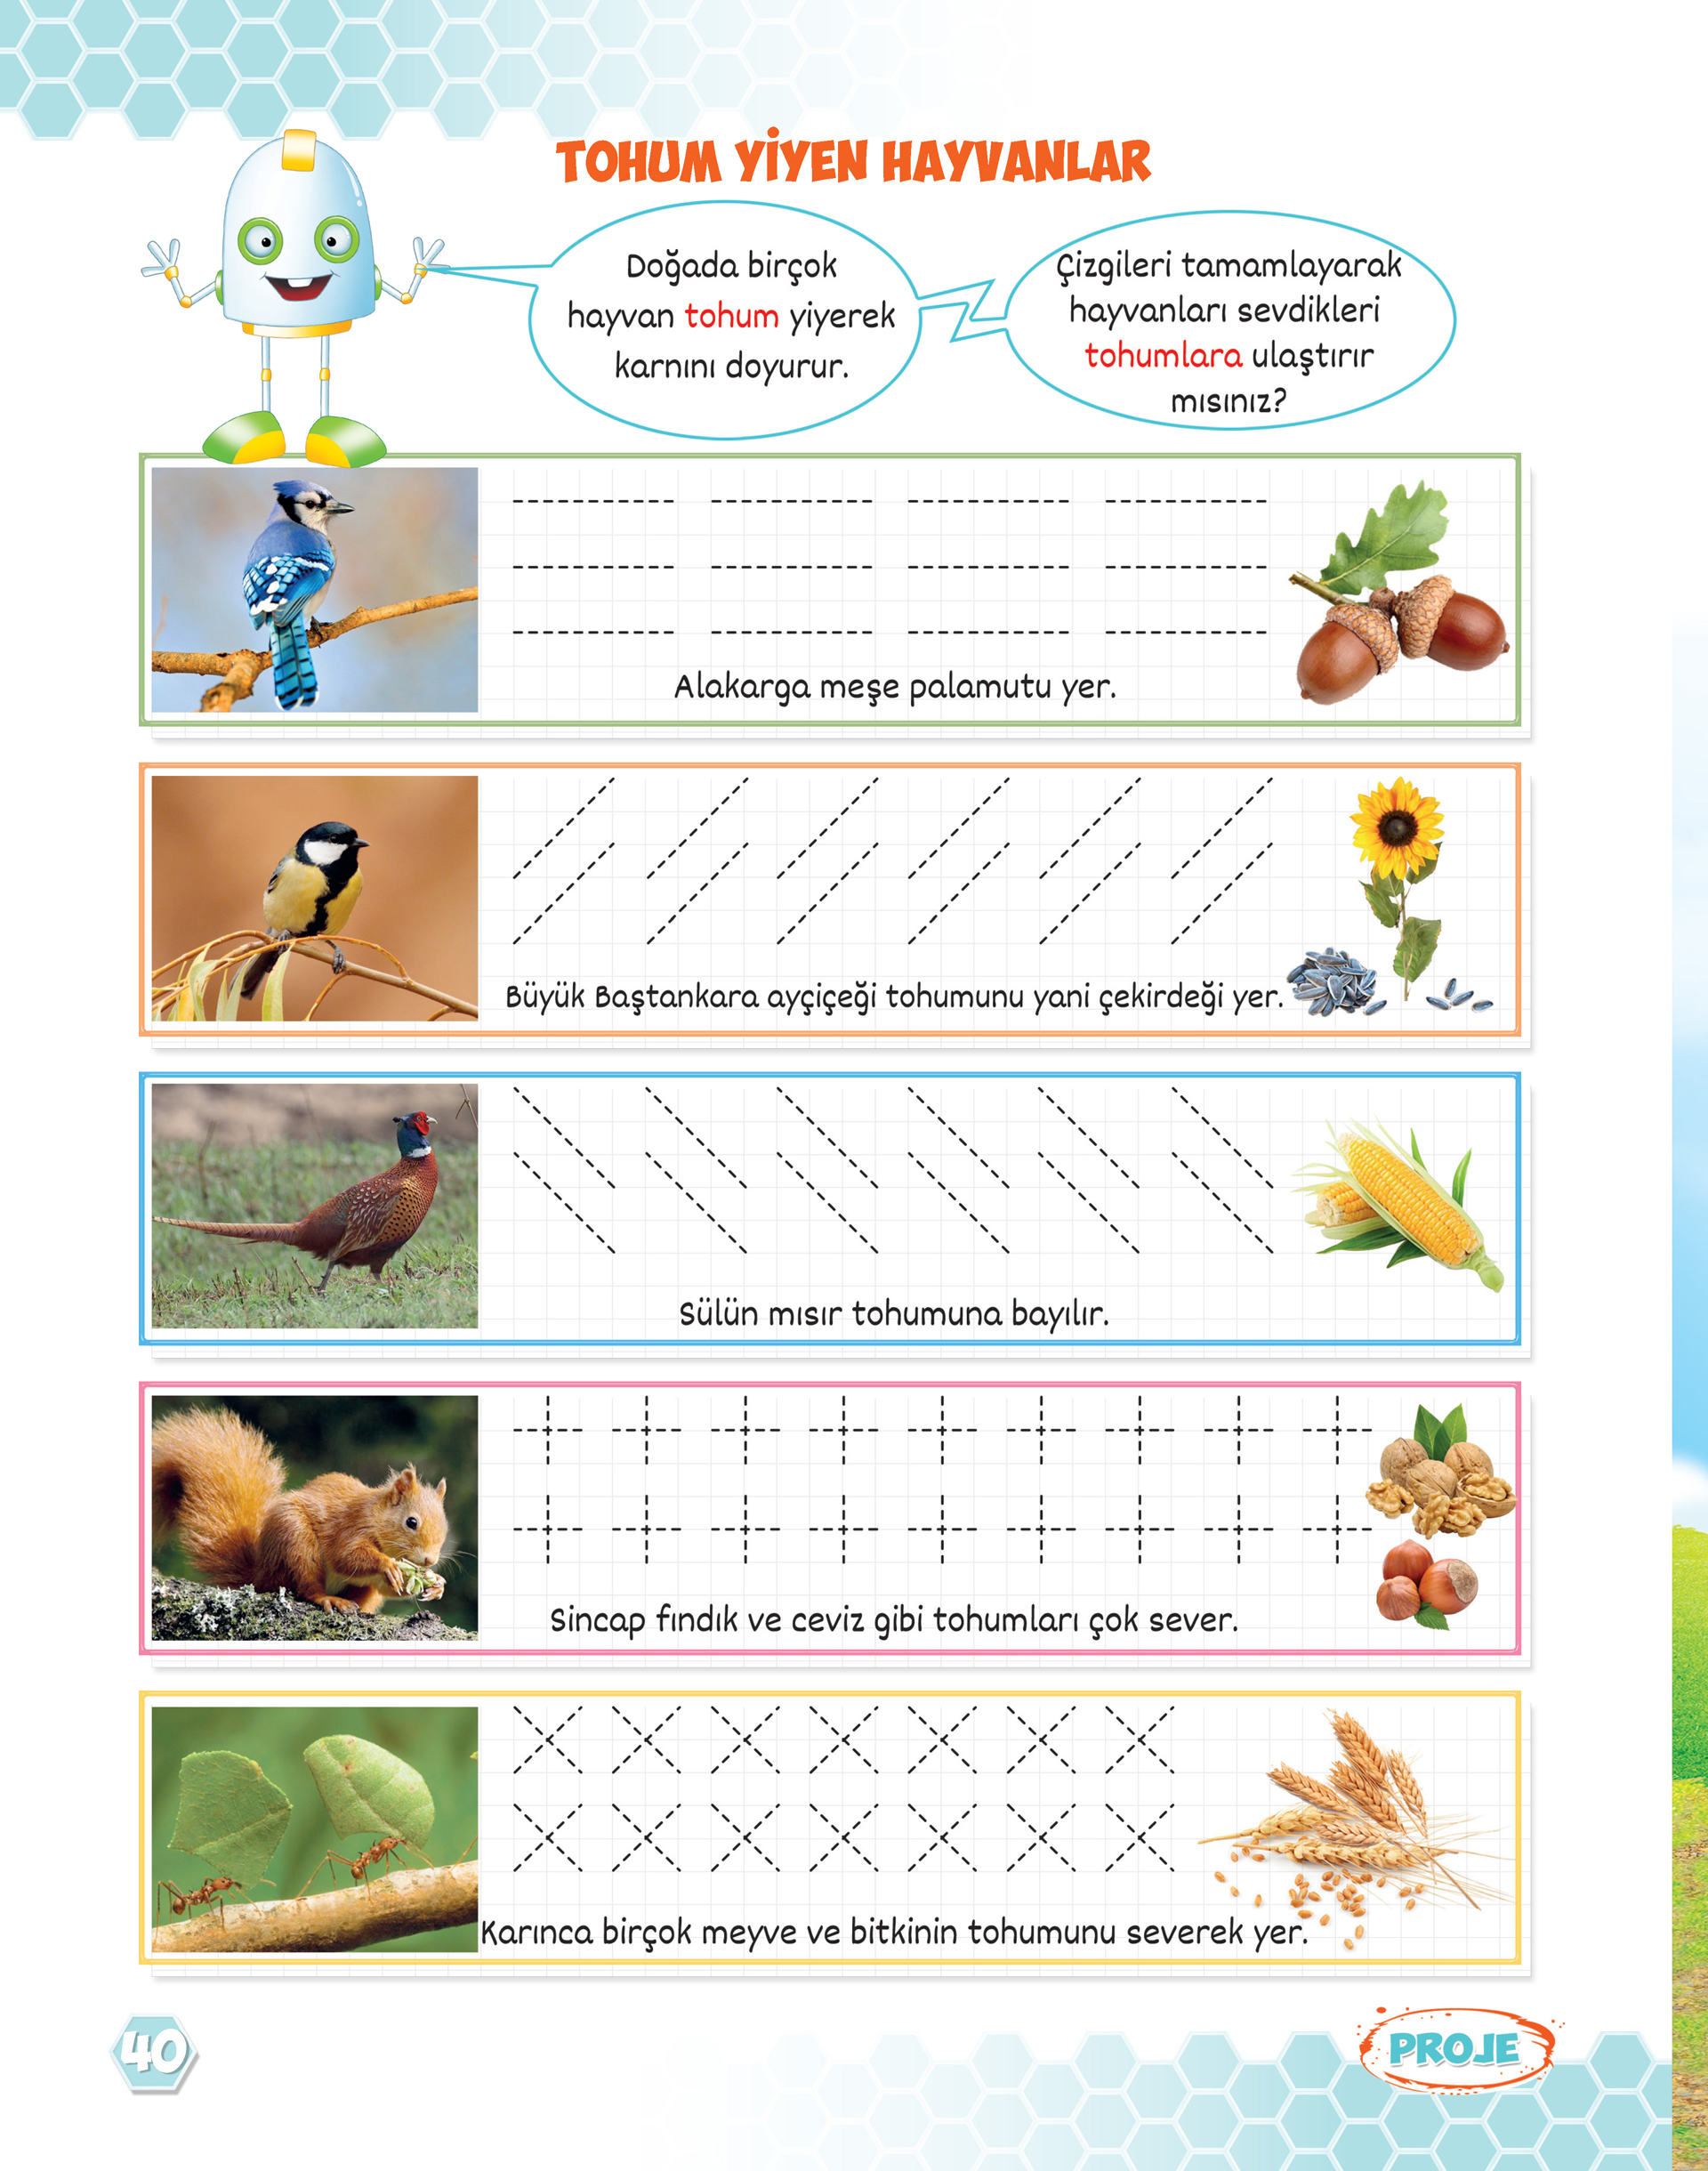 TOHUM YİYEN HAYVANLAR
Doğada birçok
hayvan tohum yiyerek
karnını doyurur.
Çizgileri tamamlayarak
hayvanları sevdikleri
tohumlara ulaştırır
mısınız?
Alakarga meşe palamutu yer.
Büyük Baştankara ayçiçeği tohumunu yani çekirdeği yer.
Sülün mısır tohumuna bayılır.
Sincap fındık ve ceviz gibi tohumları çok sever.
Karınca birçok meyve ve bitkinin tohumunu severek yer.
40
PROJE